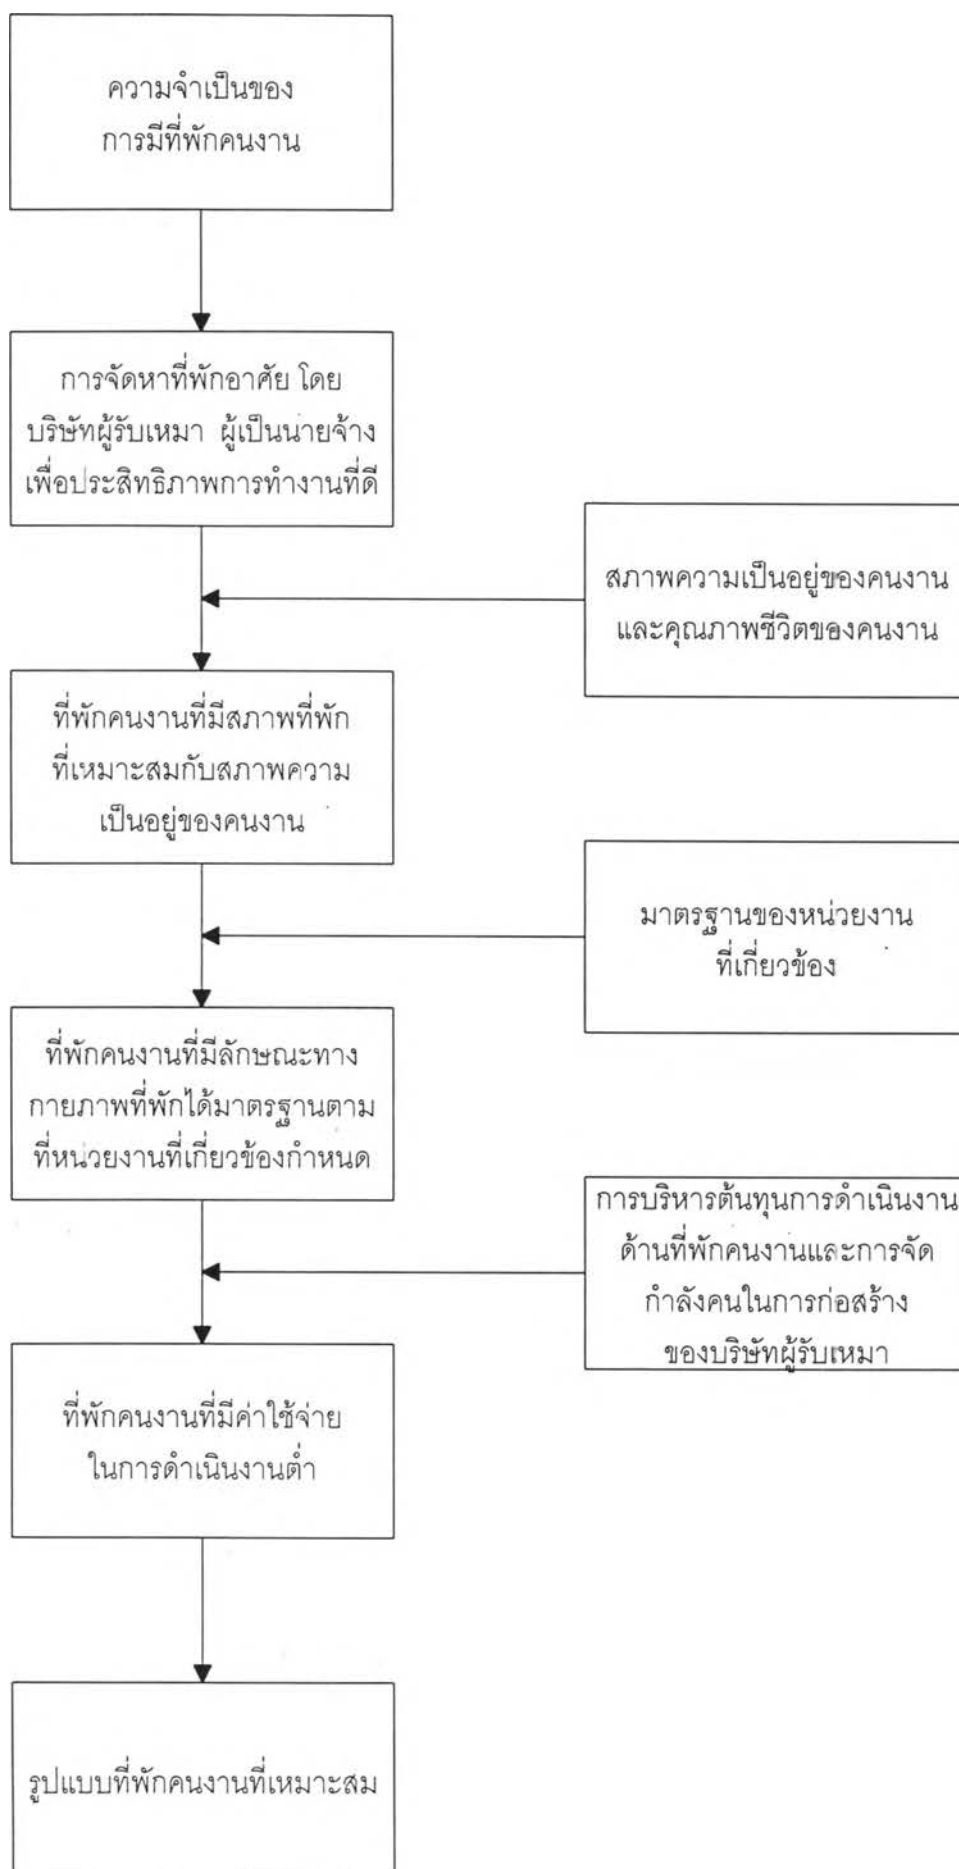 ความจำเป็นของ
การมีที่พักคนงาน
การจัดหาที่พักอาศัย โดย
บริษัทผู้รับเหมา ผู้เป็นนายจ้าง
เพื่อประสิทธิภาพการทำงานที่ดี
สภาพความเป็นอยู่ของคนงาน
และคุณภาพชีวิตของคนงาน
ที่พักคนงานที่มีสภาพที่พัก
ที่เหมาะสมกับสภาพความ
เป็นอยู่ของคนงาน
มาตรฐานของหน่วยงาน
ที่เกี่ยวข้อง
ที่พักคนงานที่มีลักษณะทาง
กายภาพที่พักได้มาตรฐานตาม
ที่หน่วยงานที่เกี่ยวข้องกำหนด
การบริหารต้นทุนการดำเนินงาน
ด้านที่พักคนงานและการจัด
กำลังคนในการก่อสร้าง
ของบริษัทผู้รับเหมา
ที่พักคนงานที่มีค่าใช้จ่าย
ในการดำเนินงานต่ำ
รูปแบบที่พักคนงานที่เหมาะสม